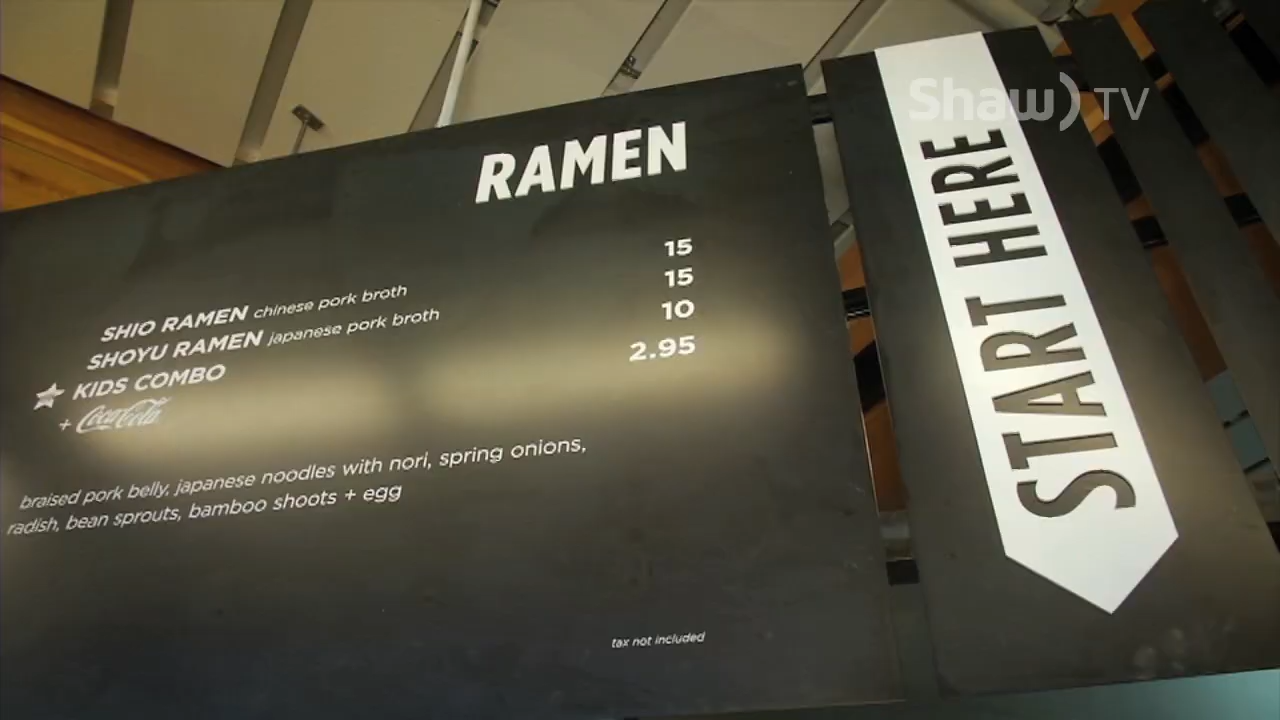 RAMEN
SHIO RAMEN chinese pork broth 15
SHOYU RAMEN japanese pork broth 15
KIDS COMBO 10
+ Coca-Cola 2.95
braised pork belly, japanese noodles with nori, spring onions,
radish, bean sprouts, bamboo shoots + egg
tax not included
START HERE
Shaw) TV